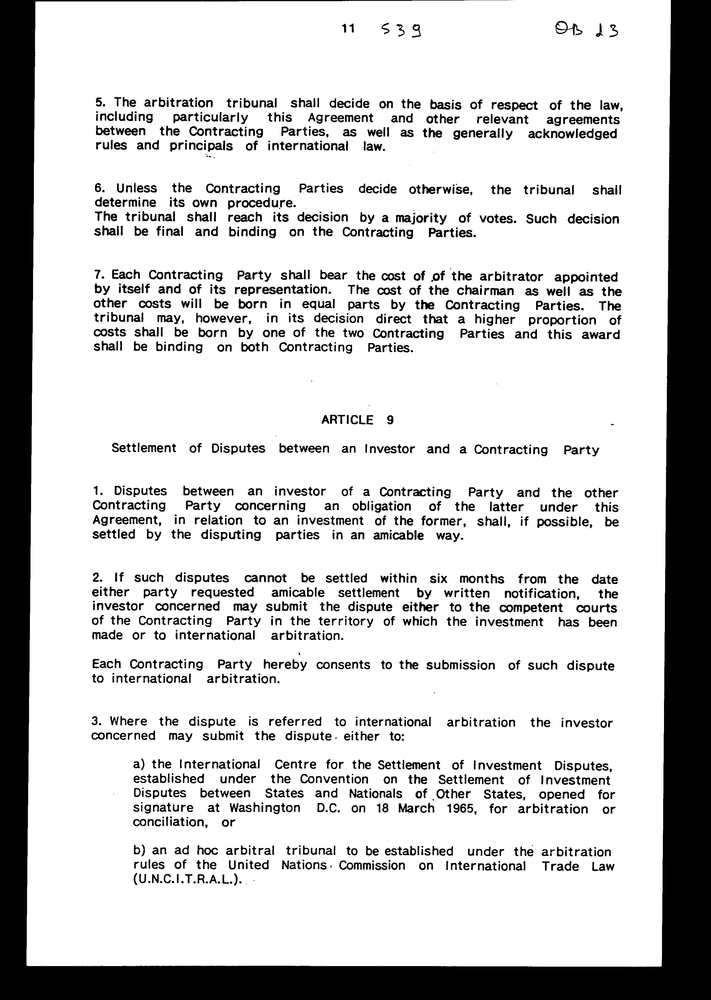 11 539 OB 13
5. The arbitration tribunal shall decide on the basis of respect of the law,
including particularly this Agreement and other relevant agreements
between the Contracting Parties, as well as the generally acknowledged
rules and principals of international law.
6. Unless the Contracting Parties decide otherwise, the tribunal shall
determine its own procedure.
The tribunal shall reach its decision by a majority of votes. Such decision
shall be final and binding on the Contracting Parties.
7. Each Contracting Party shall bear the cost of of the arbitrator appointed
by itself and of its representation. The cost of the chairman as well as the
other costs will be born in equal parts by the Contracting Parties. The
tribunal may, however, in its decision direct that a higher proportion of
costs shall be born by one of the two Contracting Parties and this award
shall be binding on both Contracting Parties.
ARTICLE 9
Settlement of Disputes between an Investor and a Contracting Party
1. Disputes between an investor of a Contracting Party and the other
Contracting Party concerning an obligation of the latter under this
Agreement, in relation to an investment of the former, shall, if possible, be
settled by the disputing parties in an amicable way.
2. If such disputes cannot be settled within six months from the date
either party requested amicable settlement by written notification, the
investor concerned may submit the dispute either to the competent courts
of the Contracting Party in the territory of which the investment has been
made or to international arbitration.
Each Contracting Party hereby consents to the submission of such dispute
to international arbitration.
3. Where the dispute is referred to international arbitration the investor
concerned may submit the dispute either to:
a) the International Centre for the Settlement of Investment Disputes,
established under the Convention on the Settlement of Investment
Disputes between States and Nationals of Other States, opened for
signature at Washington D.C. on 18 March 1965, for arbitration or
conciliation, or
b) an ad hoc arbitral tribunal to be established under the arbitration
rules of the United Nations Commission on International Trade Law
(U.N.C.I.T.R.A.L.).